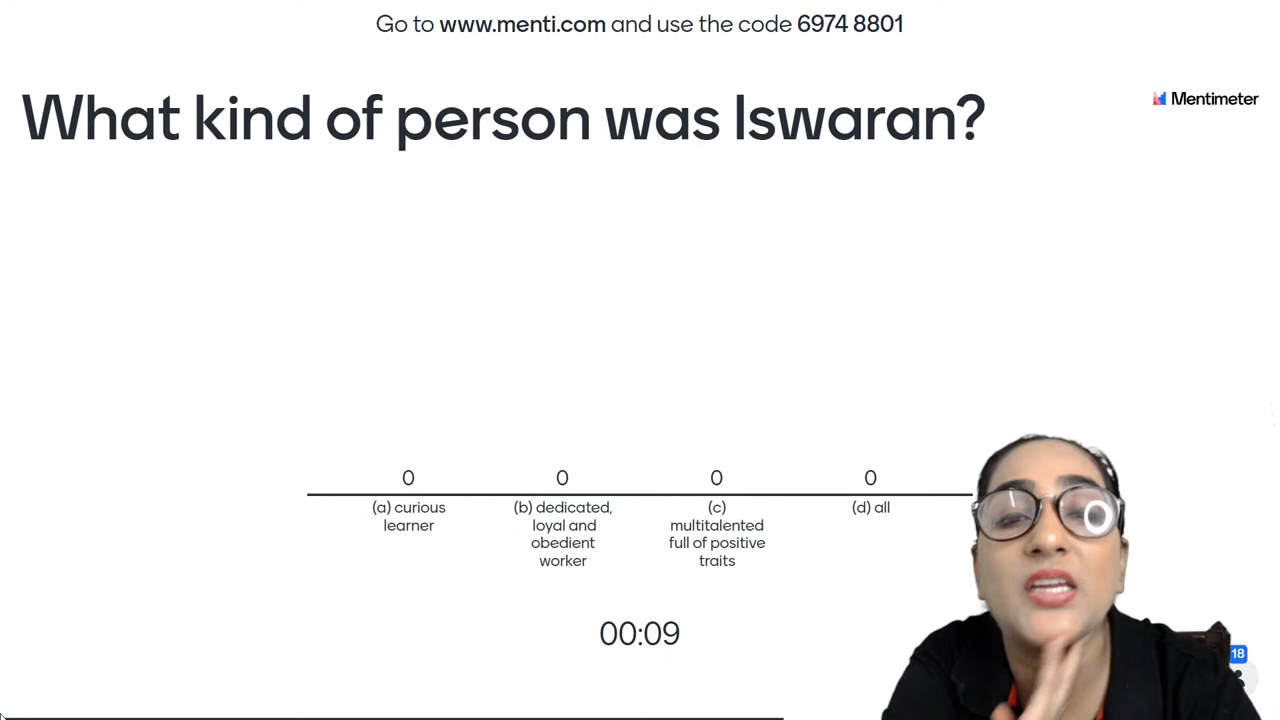 Go to www.menti.com and use the code 6974 8801
What kind of person was Iswaran?
Mentimeter
0
0
0
0
(a) curious
learner
(b) dedicated,
loyal and
obedient
worker
(c)
multitalented
full of positive
traits
(d) all
00:09
18